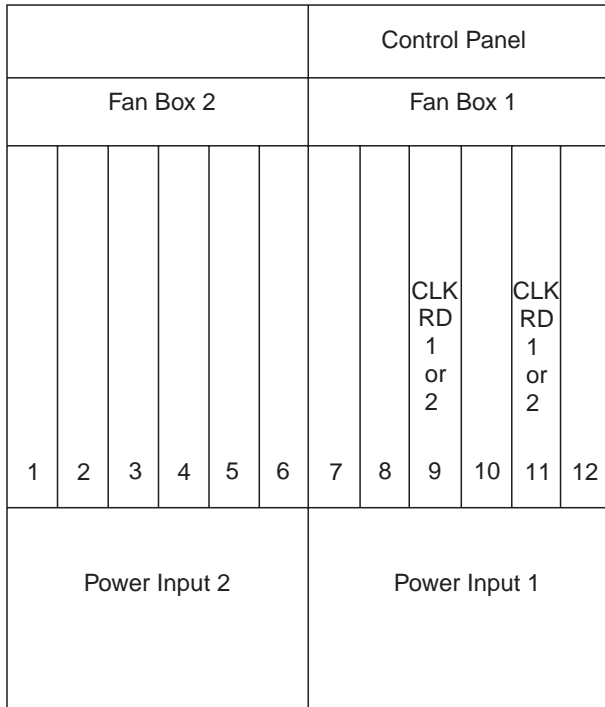 Control Panel
Fan Box 2
Fan Box 1
CLK
RD
1
or
2
CLK
RD
1
or
2
1 2 3 4 5 6 7 8 9 10 11 12
Power Input 2
Power Input 1